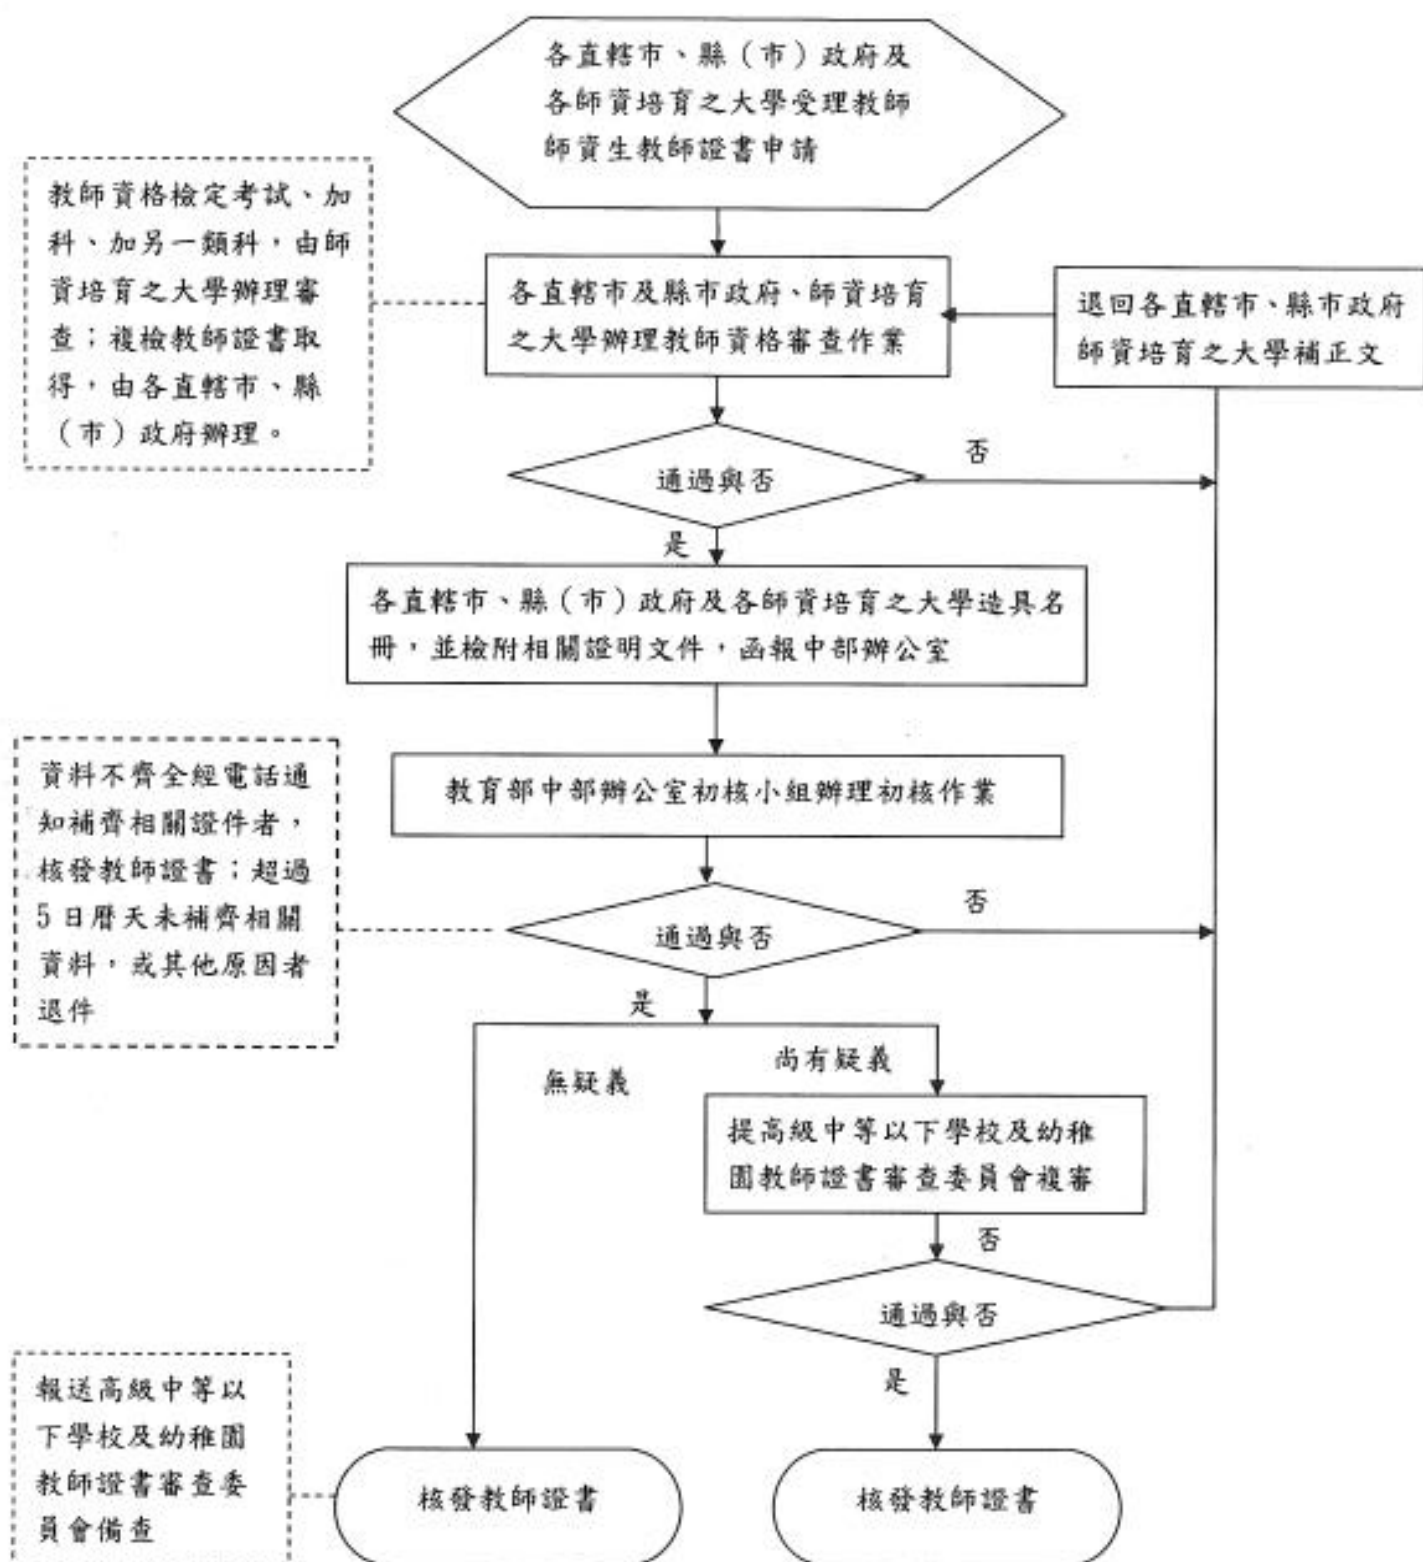 各直轄市、縣（市）政府及
各師資培育之大學受理教師
師資生教師證書申請
教師資格檢定考試、加
科、加另一類科，由師
資培育之大學辦理審
查；複檢教師證書取
得，由各直轄市、縣
（市）政府辦理。
各直轄市及縣市政府、師資培育
之大學辦理教師資格審查作業
退回各直轄市、縣市政府
師資培育之大學補正文
通過與否
否
是
各直轄市、縣（市）政府及各師資培育之大學造具名
冊，並檢附相關證明文件，函報中部辦公室
資料不齊全經電話通
知補齊相關證件者，
核發教師證書；超過
5日曆天未補齊相關
資料，或其他原因者
退件
教育部中部辦公室初核小組辦理初核作業
通過與否
否
是
無疑義
尚有疑義
提高級中等以下學校及幼稚
園教師證書審查委員會複審
否
通過與否
是
報送高級中等以
下學校及幼稚園
教師證書審查委
員會備查
核發教師證書
核發教師證書